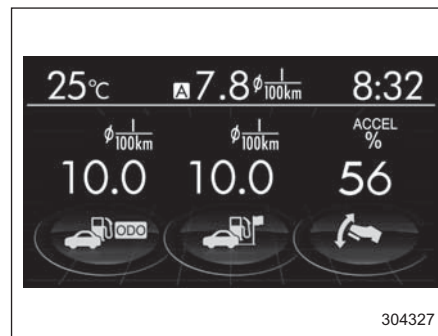 25°C A 7.8 ø l/100km 8:32
ø l/100km ø l/100km ACCEL %
10.0 10.0 56
ODO
304327